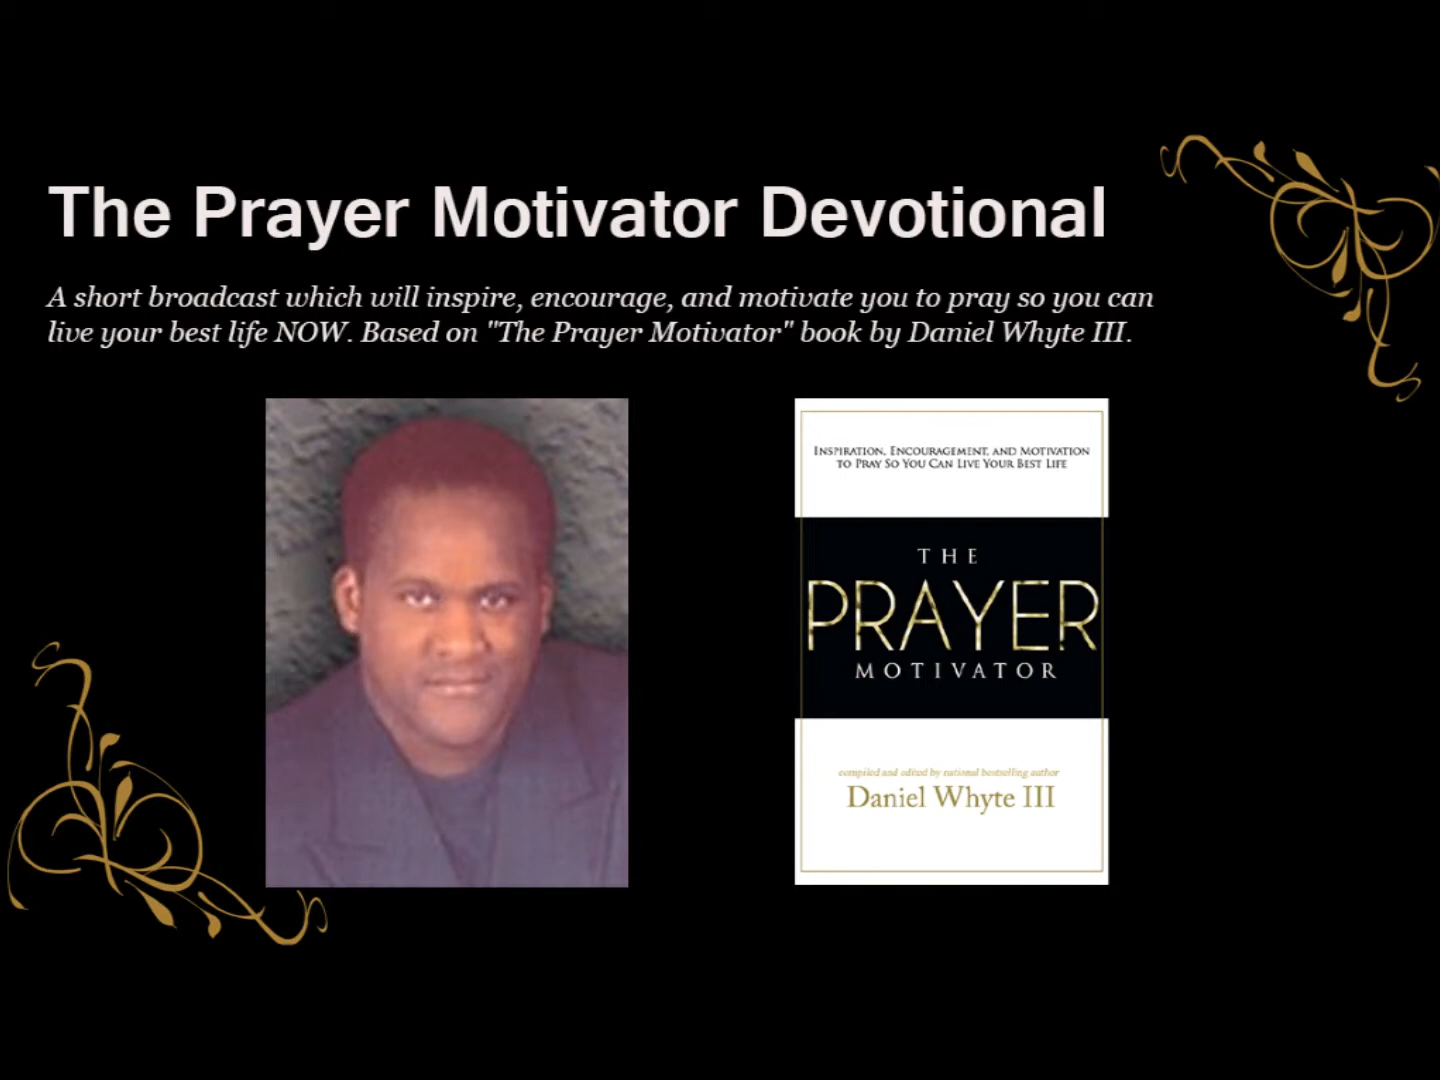 The Prayer Motivator Devotional
A short broadcast which will inspire, encourage, and motivate you to pray so you can
live your best life NOW. Based on "The Prayer Motivator" book by Daniel Whyte III.
Inspiration, Encouragement, and Motivation
to Pray So You Can Live Your Best Life
THE
PRAYER
MOTIVATOR
compiled and edited by national bestselling author
Daniel Whyte III